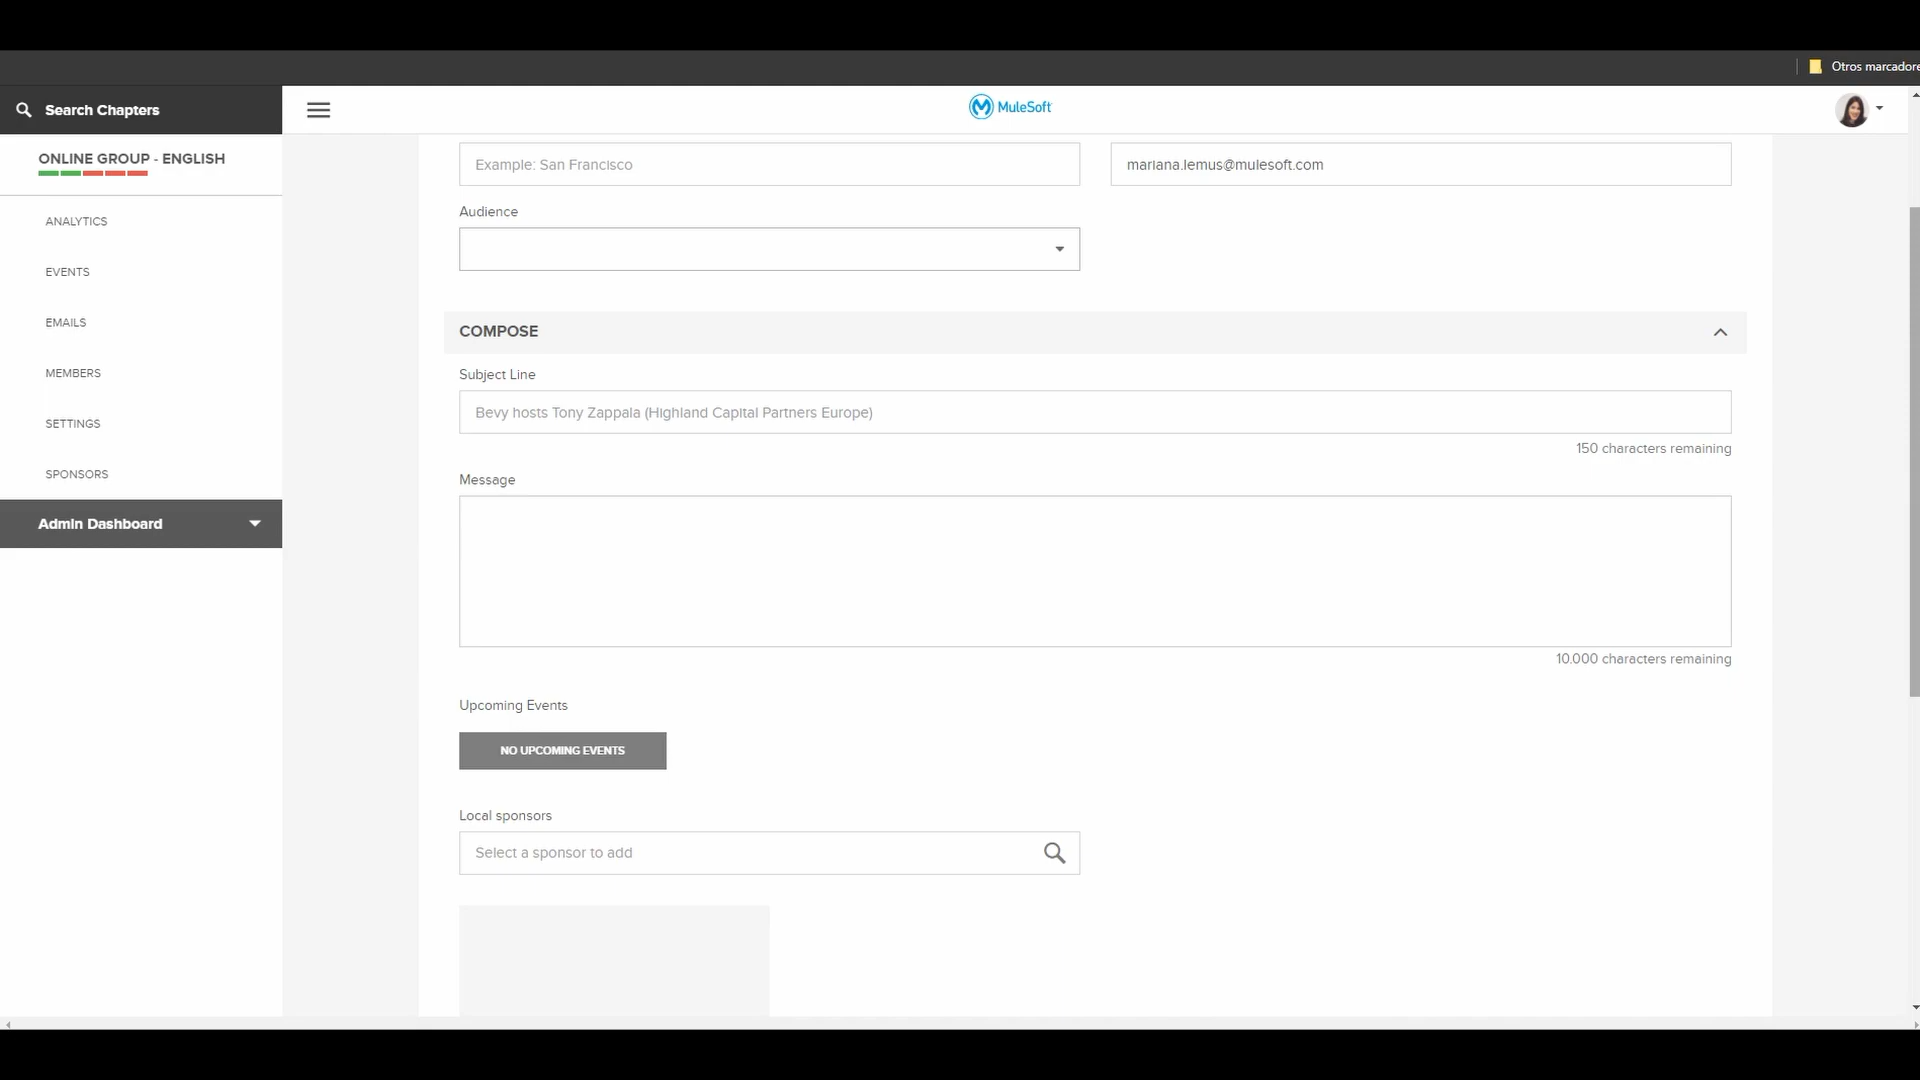 Otros marcadore
Search Chapters
MuleSoft
ONLINE GROUP - ENGLISH
Example: San Francisco
mariana.lemus@mulesoft.com
Audience
ANALYTICS
EVENTS
EMAILS
MEMBERS
SETTINGS
SPONSORS
Admin Dashboard
COMPOSE
Subject Line
Bevy hosts Tony Zappala (Highland Capital Partners Europe)
150 characters remaining
Message
10.000 characters remaining
Upcoming Events
NO UPCOMING EVENTS
Local sponsors
Select a sponsor to add